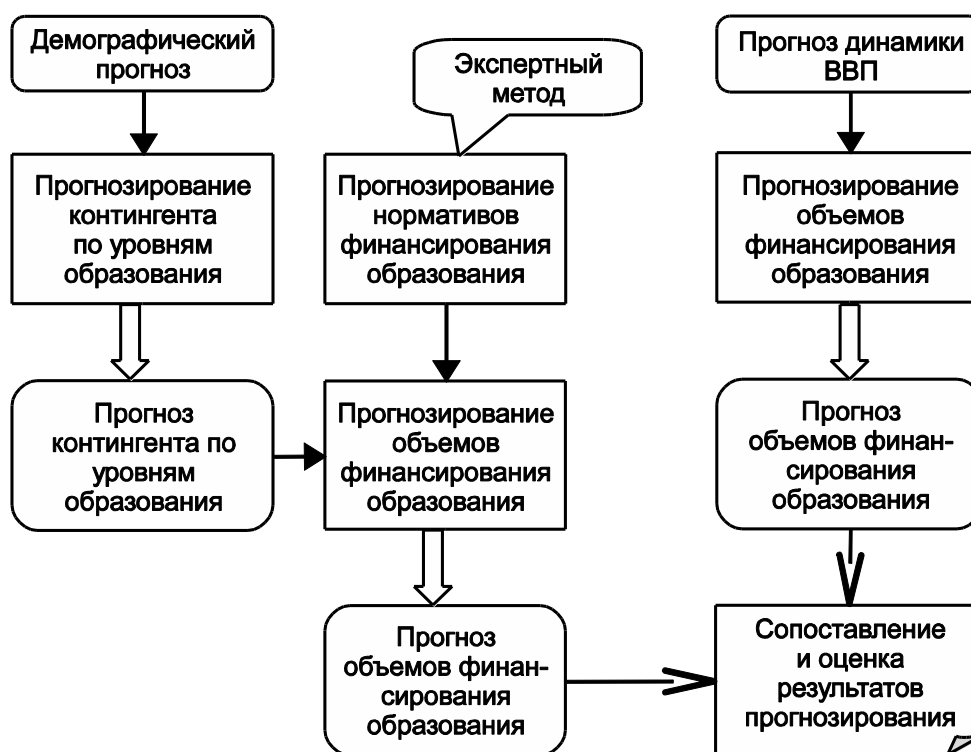 Демографический
прогноз
Экспертный
метод
Прогноз динамики
ВВП
Прогнозирование
контингента
по уровням
образования
Прогнозирование
нормативов
финансирования
образования
Прогнозирование
объемов
финансирования
образования
Прогноз
контингента по
уровням
образования
Прогнозирование
объемов
финансирования
образования
Прогноз
объемов финан-
сирования
образования
Прогноз
объемов финан-
сирования
образования
Сопоставление
и оценка
результатов
прогнозирования